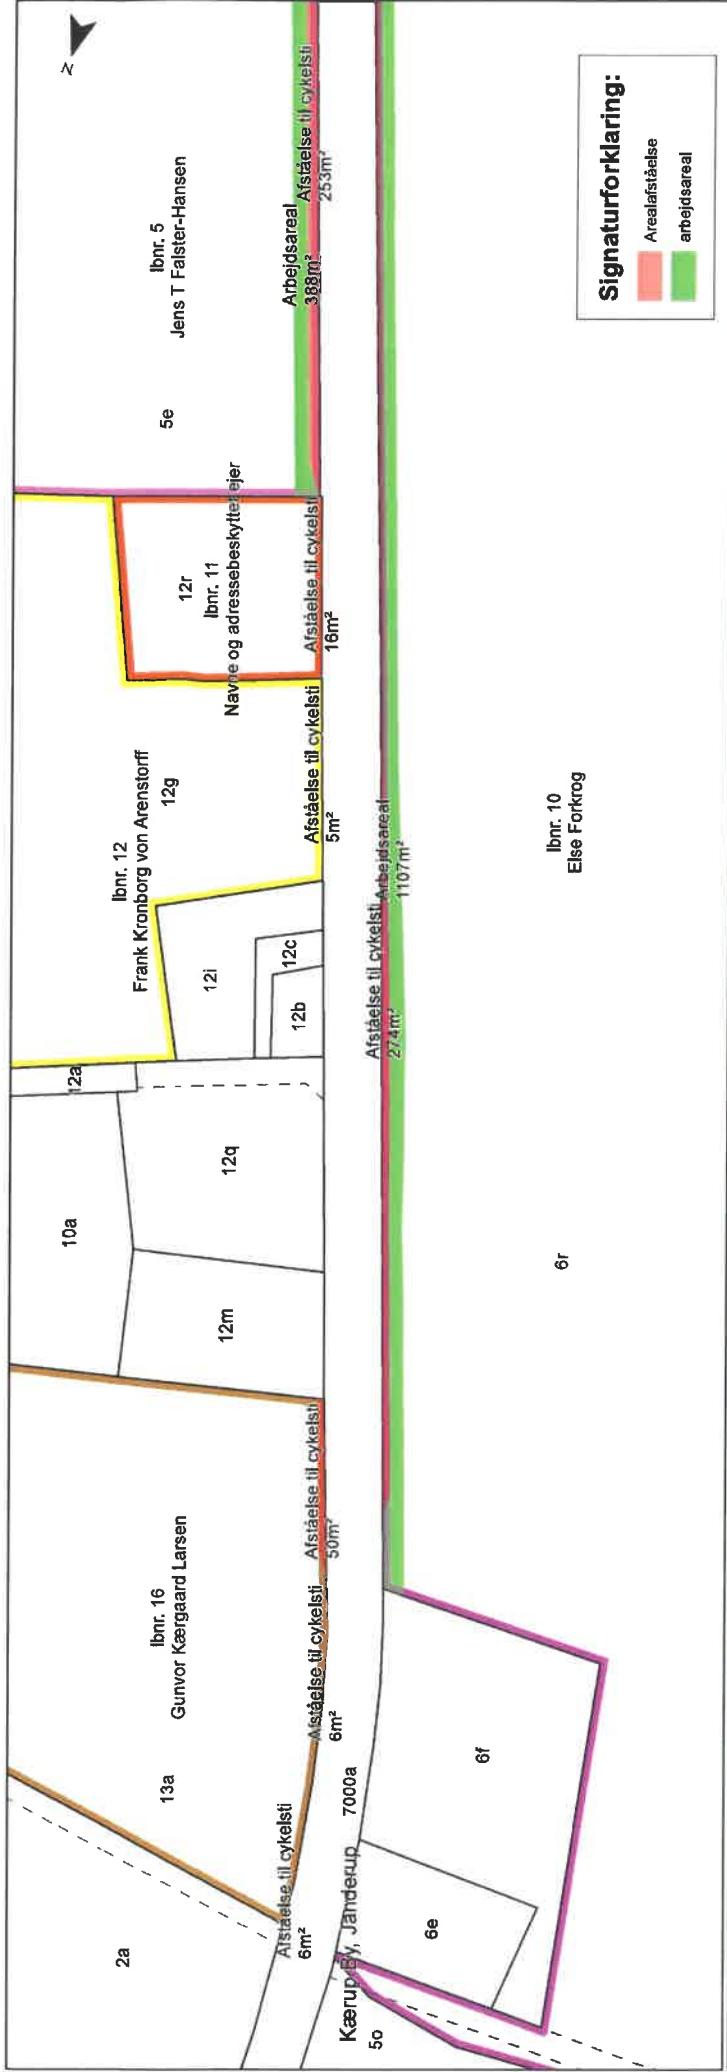 N
2a
13a
lbnr. 16
Gunvor Kærgaard Larsen
Afståelse til cykelsti
6m²
Afståelse til cykelsti
6m²
Afståelse til cykelsti
50m²
10a
12m
12q
12a
12i
12b
12c
lbnr. 12
Frank Kronborg von Arenstorff
12g
Afståelse til cykelsti
5m²
12r
lbnr. 11
Navne og adressebeskyttet ejer
Afståelse til cykelsti
16m²
lbnr. 5
Jens T Falster-Hansen
5e
Arbejdsareal
388m²
Afståelse til cykelsti
253m²
Kærup By, Janderup
7000a
5o
6e
6f
6r
Afståelse til cykelsti
274m²
Arbejdsareal
1107m²
lbnr. 10
Else Forkrog
Signaturforklaring:
Arealafståelse
arbejdsareal